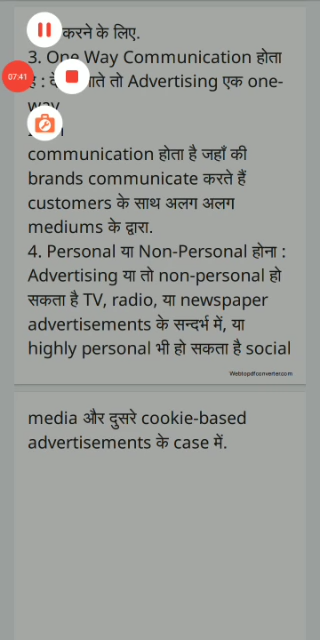 करने के लिए.
3. One Way Communication होता
है : तो Advertising एक one-
07:41
way
communication होता है जहाँ की
brands communicate करते हैं
customers के साथ अलग अलग
mediums के द्वारा.
4. Personal या Non-Personal होना :
Advertising या तो non-personal हो
सकता है TV, radio, या newspaper
advertisements के सन्दर्भ में, या
highly personal भी हो सकता है social
Webtopdfconverter.com
media और दुसरे cookie-based
advertisements के case में.